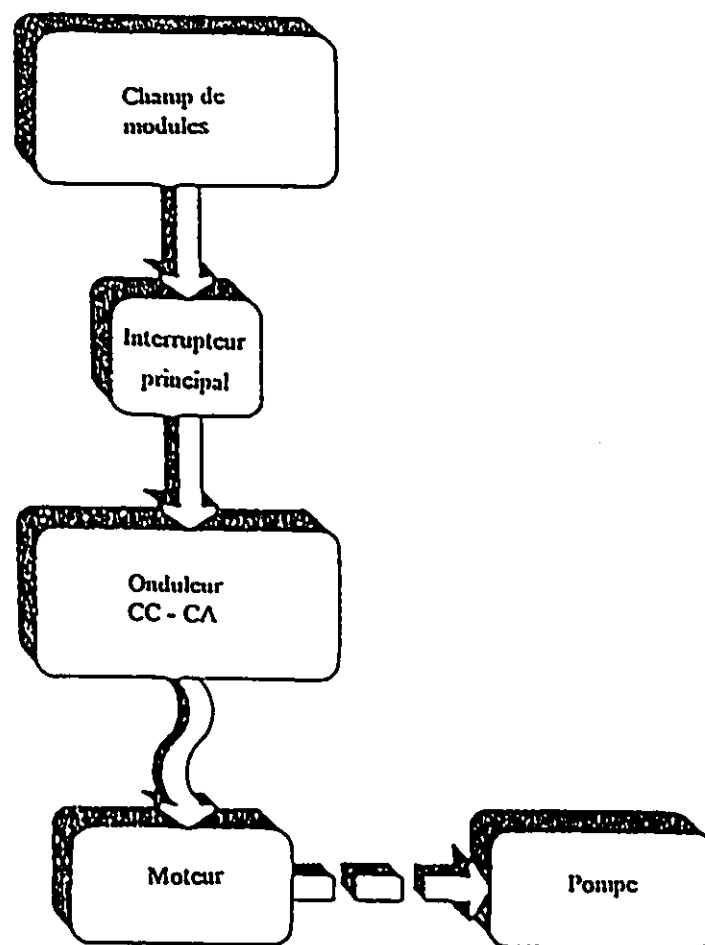 Champ de
modules
Interrupteur
principal
Onduleur
CC - CA
Moteur
Pompe